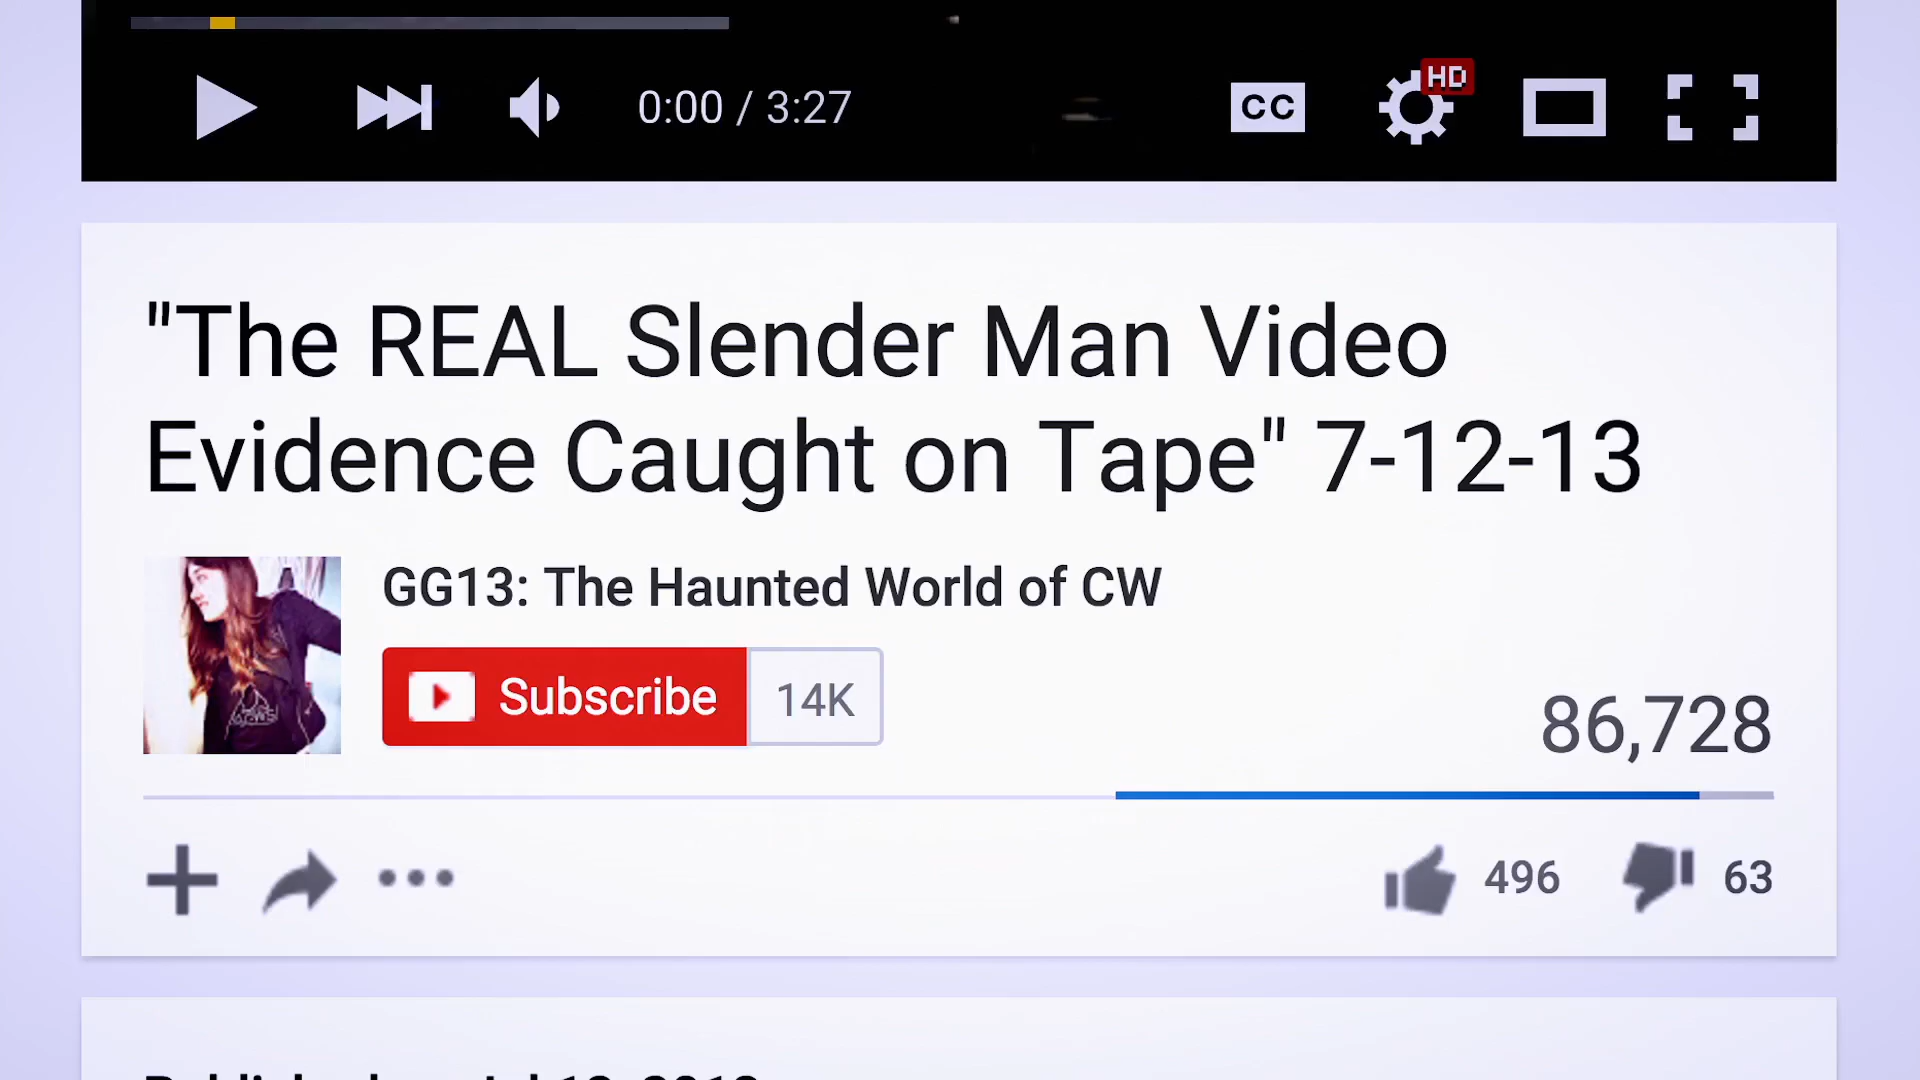 0:00 / 3:27
CC
HD
"The REAL Slender Man Video
Evidence Caught on Tape" 7-12-13
GG13: The Haunted World of CW
Subscribe
14K
86,728
496
63